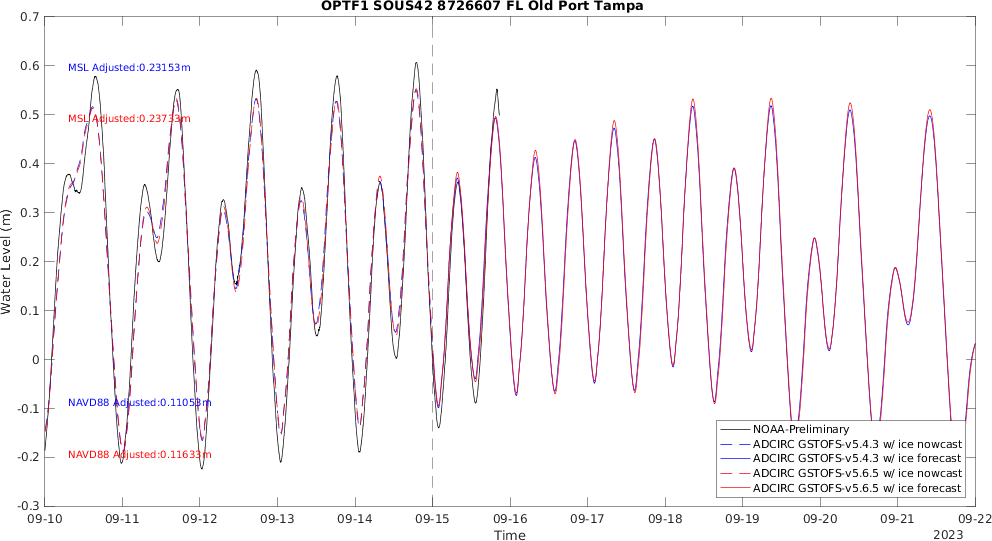 OPTF1 SOUS42 8726607 FL Old Port Tampa
0.7
0.6
0.5
0.4
0.3
0.2
0.1
0
-0.1
-0.2
-0.3
Water Level (m)
MSL Adjusted:0.23153m
MSL Adjusted:0.23733m
NAVD88 Adjusted:0.11053m
NAVD88 Adjusted:0.11633m
NOAA-Preliminary
ADCIRC GSTOFS-v5.4.3 w/ ice nowcast
ADCIRC GSTOFS-v5.4.3 w/ ice forecast
ADCIRC GSTOFS-v5.6.5 w/ ice nowcast
ADCIRC GSTOFS-v5.6.5 w/ ice forecast
09-10 09-11 09-12 09-13 09-14 09-15 09-16 09-17 09-18 09-19 09-20 09-21 09-22
Time
2023